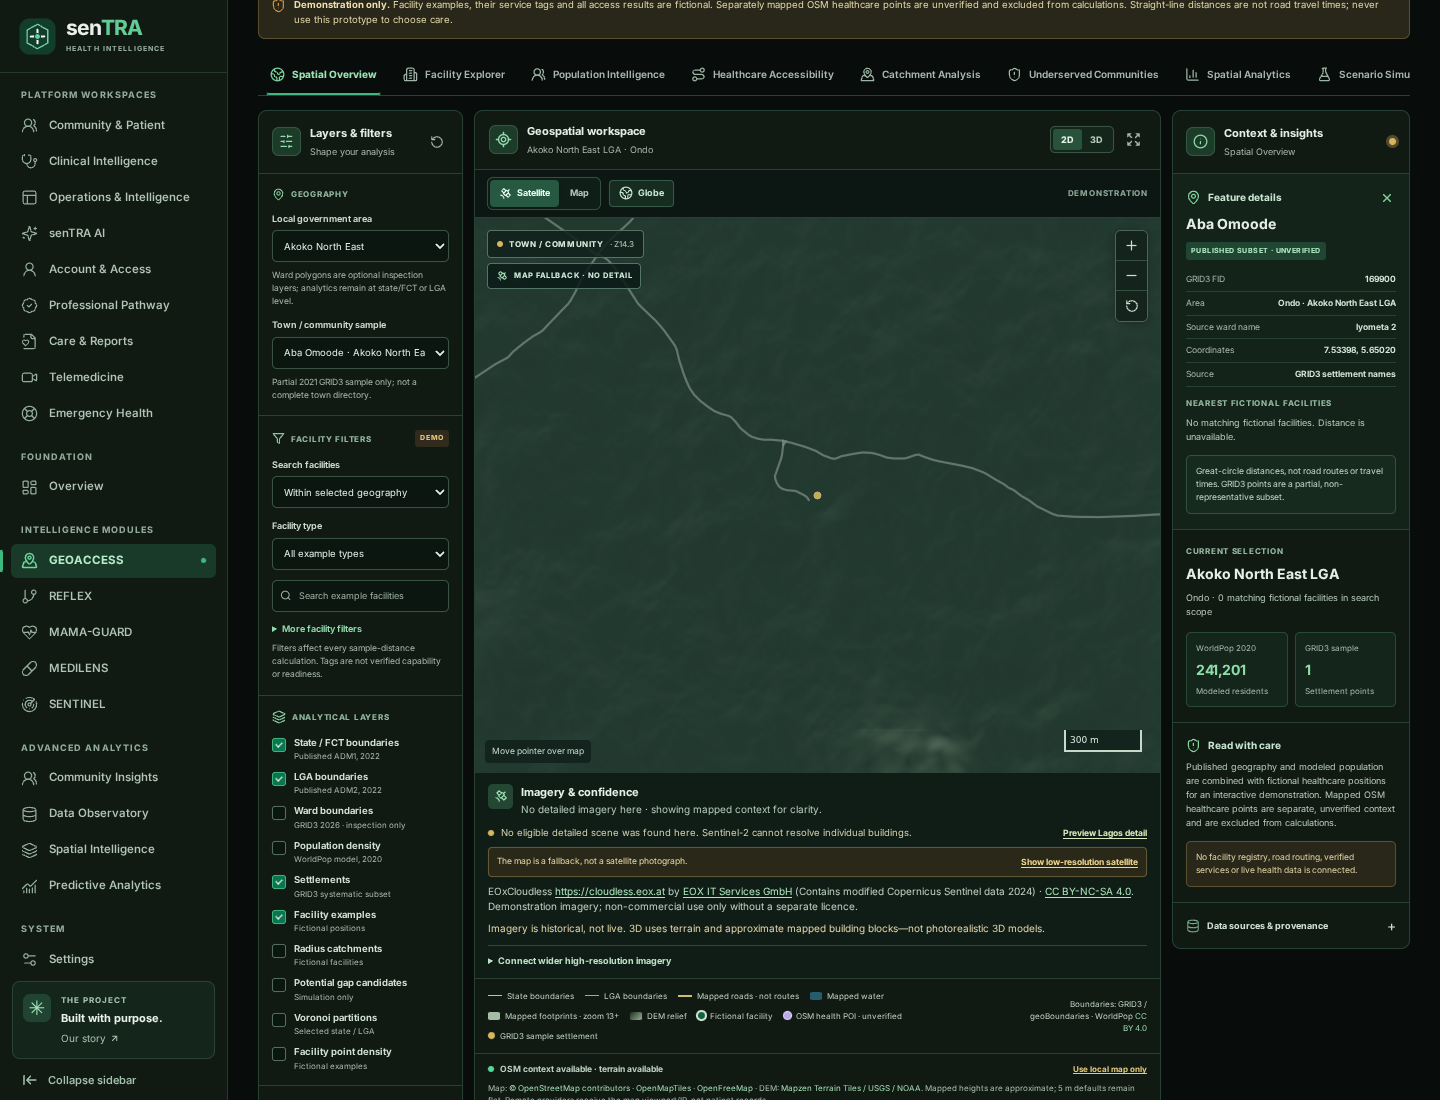 senTRA
HEALTH INTELLIGENCE
PLATFORM WORKSPACES
Community & Patient
Clinical Intelligence
Operations & Intelligence
senTRA AI
Account & Access
Professional Pathway
Care & Reports
Telemedicine
Emergency Health
FOUNDATION
Overview
INTELLIGENCE MODULES
GEOACCESS
REFLEX
MAMA-GUARD
MEDILENS
SENTINEL
ADVANCED ANALYTICS
Community Insights
Data Observatory
Spatial Intelligence
Predictive Analytics
SYSTEM
Settings
THE PROJECT
Built with purpose.
Our story ↗
Collapse sidebar
Demonstration only. Facility examples, their service tags and all access results are fictional. Separately mapped OSM healthcare points are unverified and excluded from calculations. Straight-line distances are not road travel times; never
use this prototype to choose care.
Spatial Overview
Facility Explorer
Population Intelligence
Healthcare Accessibility
Catchment Analysis
Underserved Communities
Spatial Analytics
Scenario Simu
Layers & filters
Shape your analysis
GEOGRAPHY
Local government area
Akoko North East
Ward polygons are optional inspection
layers; analytics remain at state/FCT or LGA
level.
Town / community sample
Aba Omoode · Akoko North Ea
Partial 2021 GRID3 sample only; not a
complete town directory.
FACILITY FILTERS
DEMO
Search facilities
Within selected geography
Facility type
All example types
Search example facilities
More facility filters
Filters affect every sample-distance
calculation. Tags are not verified capability
or readiness.
ANALYTICAL LAYERS
State / FCT boundaries
Published ADM1, 2022
LGA boundaries
Published ADM2, 2022
Ward boundaries
GRID3 2026 · inspection only
Population density
WorldPop model, 2020
Settlements
GRID3 systematic subset
Facility examples
Fictional positions
Radius catchments
Fictional facilities
Potential gap candidates
Simulation only
Voronoi partitions
Selected state / LGA
Facility point density
Fictional examples
Geospatial workspace
Akoko North East LGA · Ondo
2D
3D
Satellite
Map
Globe
DEMONSTRATION
TOWN / COMMUNITY · Z14.3
MAP FALLBACK · NO DETAIL
+
−
Move pointer over map
300 m
Imagery & confidence
No detailed imagery here · showing mapped context for clarity.
No eligible detailed scene was found here. Sentinel-2 cannot resolve individual buildings.
Preview Lagos detail
The map is a fallback, not a satellite photograph.
Show low-resolution satellite
EOxCloudless https://cloudless.eox.at by EOX IT Services GmbH (Contains modified Copernicus Sentinel data 2024) · CC BY-NC-SA 4.0.
Demonstration imagery; non-commercial use only without a separate licence.
Imagery is historical, not live. 3D uses terrain and approximate mapped building blocks—not photorealistic 3D models.
Connect wider high-resolution imagery
State boundaries
LGA boundaries
Mapped roads · not routes
Mapped water
Mapped footprints · zoom 13+
DEM relief
Fictional facility
OSM health POI · unverified
GRID3 sample settlement
Boundaries: GRID3 /
geoBoundaries · WorldPop CC
BY 4.0
OSM context available · terrain available
Use local map only
Map: © OpenStreetMap contributors · OpenMapTiles · OpenFreeMap · DEM: Mapzen Terrain Tiles / USGS / NOAA. Mapped heights are approximate; 5 m defaults remain
Context & insights
Spatial Overview
Feature details
Aba Omoode
PUBLISHED SUBSET · UNVERIFIED
GRID3 FID 169900
Area Ondo · Akoko North East LGA
Source ward name Iyometa 2
Coordinates 7.53398, 5.65020
Source GRID3 settlement names
NEAREST FICTIONAL FACILITIES
No matching fictional facilities. Distance is
unavailable.
Great-circle distances, not road routes or travel
times. GRID3 points are a partial, non-
representative subset.
CURRENT SELECTION
Akoko North East LGA
Ondo · 0 matching fictional facilities in search
scope
WorldPop 2020
241,201
Modeled residents
GRID3 sample
1
Settlement points
Read with care
Published geography and modeled population
are combined with fictional healthcare positions
for an interactive demonstration. Mapped OSM
healthcare points are separate, unverified context
and are excluded from calculations.
No facility registry, road routing, verified
services or live health data is connected.
Data sources & provenance
+